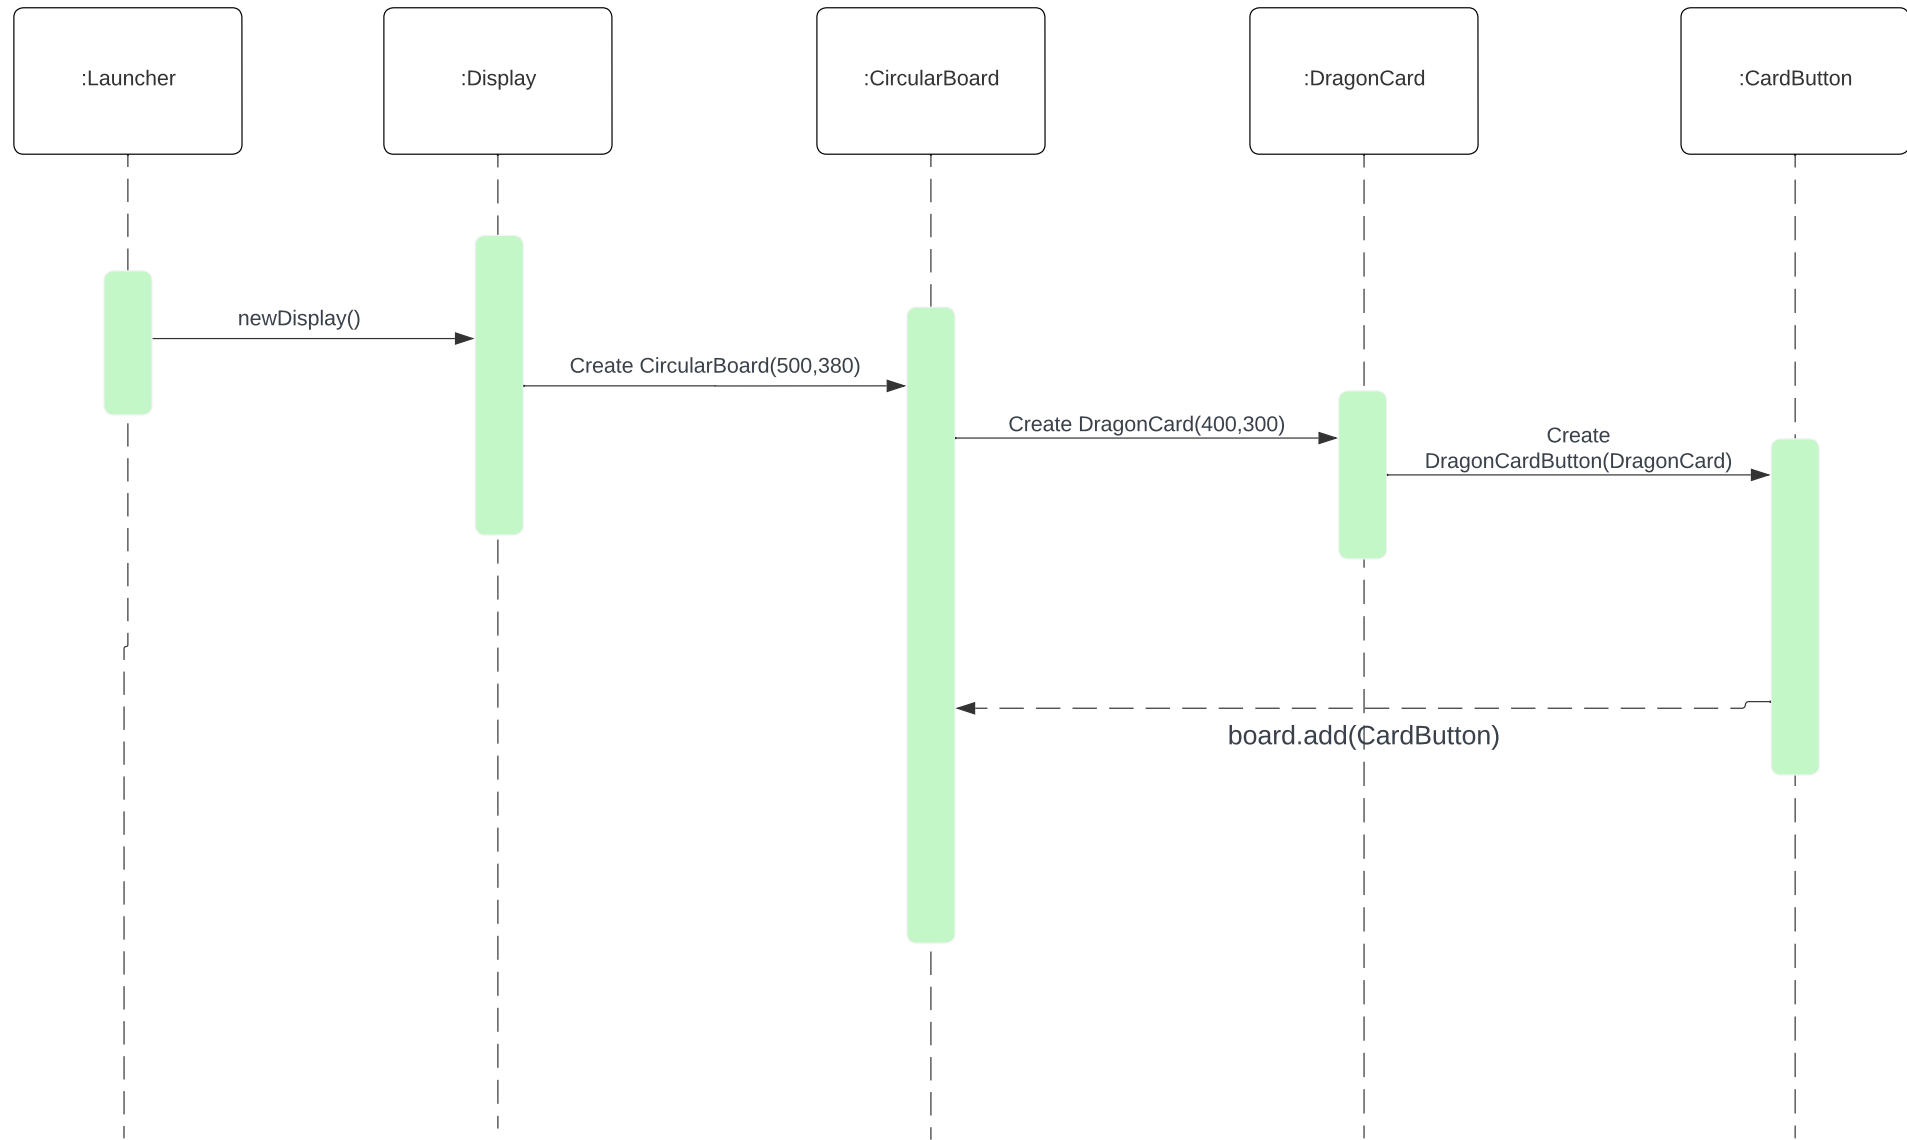 :Launcher
:Display
:CircularBoard
:DragonCard
:CardButton
newDisplay()
Create CircularBoard(500,380)
Create DragonCard(400,300)
Create
DragonCardButton(DragonCard)
board.add(CardButton)